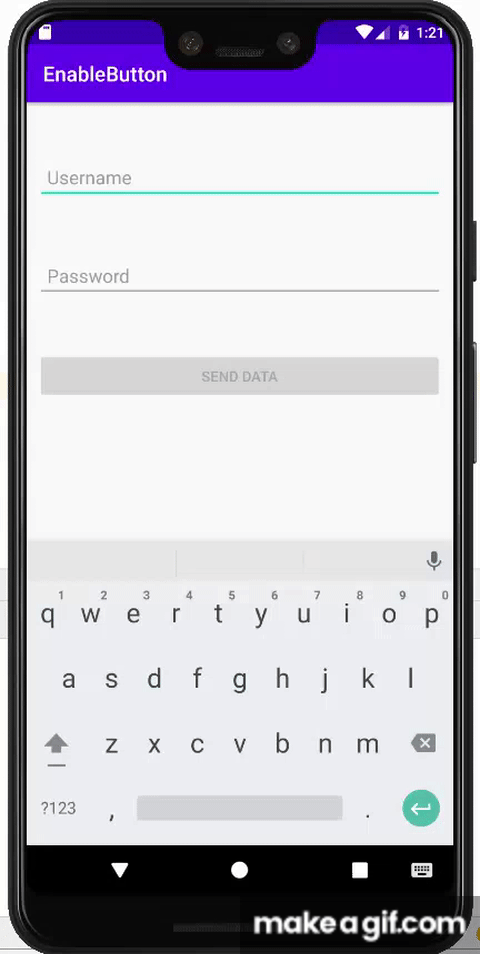 1:21
EnableButton
Username
Password
SEND DATA
1 2 3 4 5 6 7 8 9 0
q w e r t y u i o p
a s d f g h j k l
z x c v b n m
?123 , .
makeagif.com